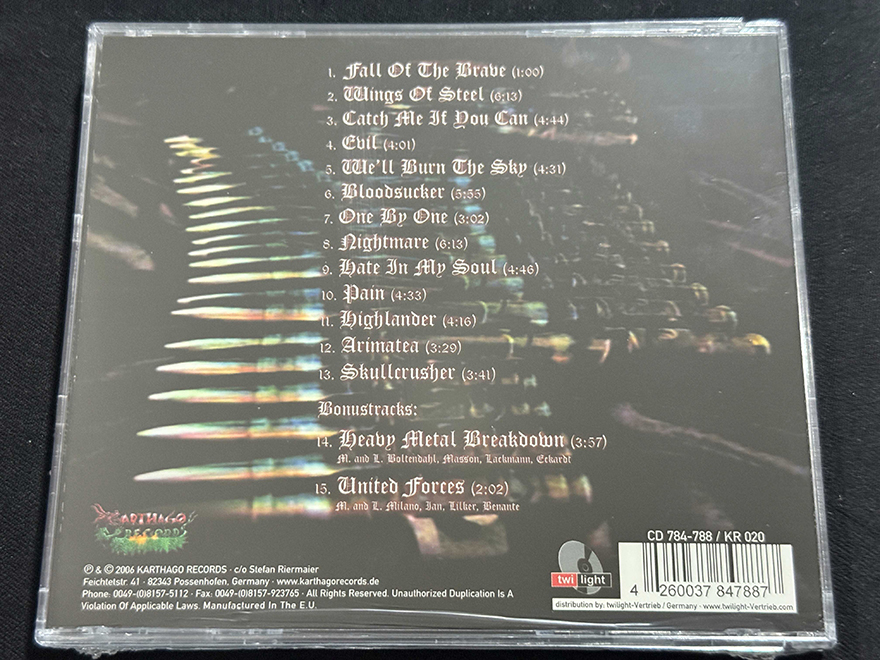 1. Fall Of The Brave (1:00)
2. Wings Of Steel (6:13)
3. Catch Me If You Can (4:44)
4. Evil (4:01)
5. We'll Burn The Sky (4:31)
6. Bloodsucker (5:55)
7. One By One (3:02)
8. Nightmare (6:13)
9. Hate In My Soul (4:46)
10. Pain (4:33)
11. Highlander (4:16)
12. Arimatea (3:29)
13. Skullcrusher (3:41)
Bonustracks:
14. Heavy Metal Breakdown (3:57)
M. and L. Boltendahl, Masson, Lackmann, Eckardt
15. United Forces (2:02)
M. and L. Milano, Ian, Lilker, Benante
KARTHAGO
RECORDS
℗ & © 2006 KARTHAGO RECORDS · c/o Stefan Riermaier
Feichtetstr. 41 · 82343 Possenhofen, Germany · www.karthagorecords.de
Phone: 0049-(0)8157-5112 · Fax: 0049-(0)8157-923765 · All Rights Reserved. Unauthorized Duplication Is A
Violation Of Applicable Laws. Manufactured In The E.U.
CD 784-788 / KR 020
twilight
4 260037 847887
distribution by: twilight-Vertrieb / Germany · www.twilight-Vertrieb.com